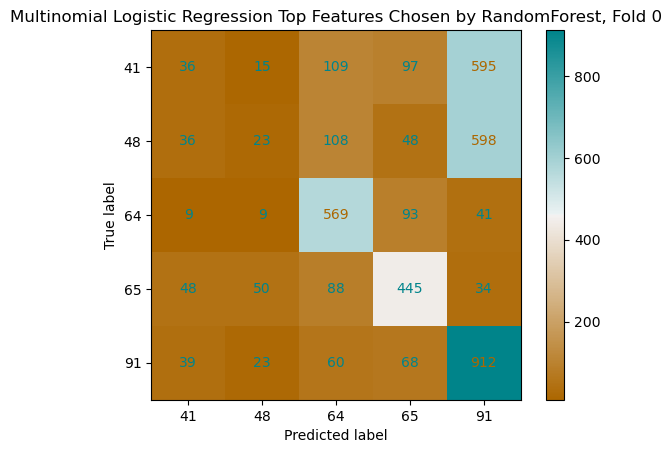 Multinomial Logistic Regression Top Features Chosen by RandomForest, Fold 0
41 36 15 109 97 595
48 36 23 108 48 598
64 9 9 569 93 41
65 48 50 88 445 34
91 39 23 60 68 912
41 48 64 65 91
True label
Predicted label
800
600
400
200